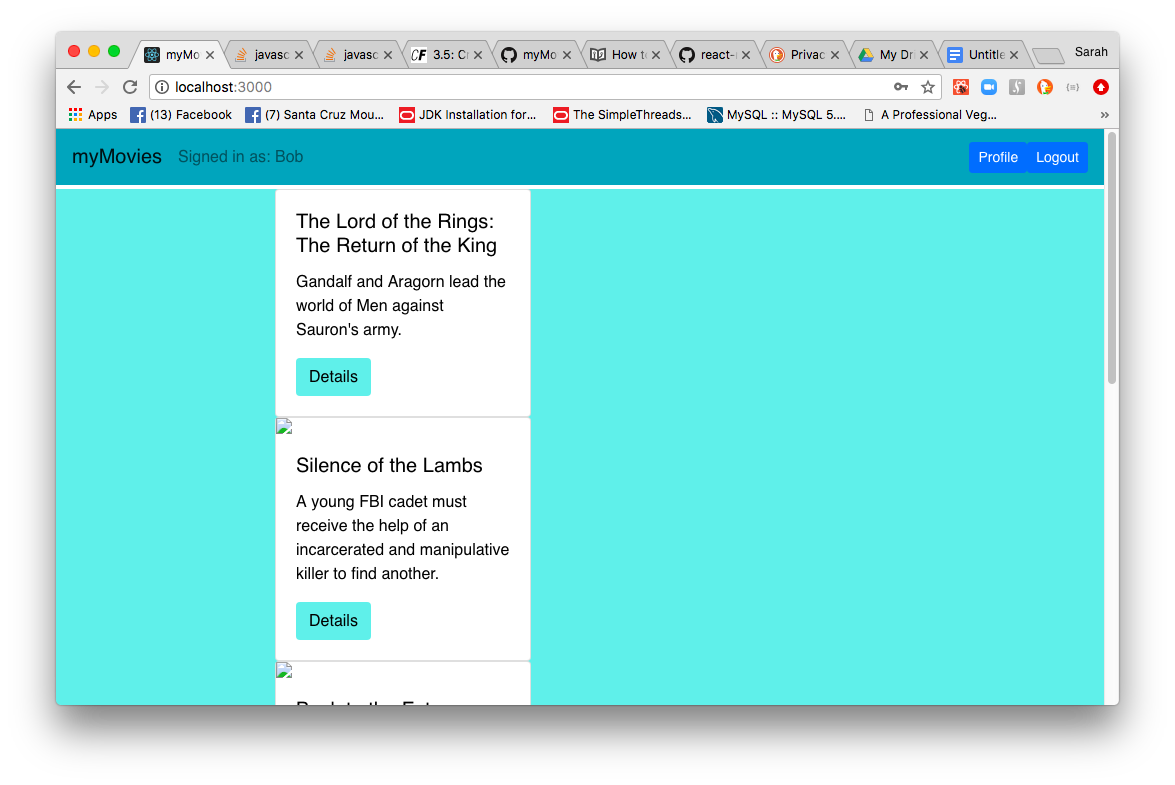 myMo
javasc
javasc
CF 3.5: Cr
myMo
How to
react-
Privac
My Dri
Untitle
Sarah
localhost:3000
Apps
(13) Facebook
(7) Santa Cruz Mou...
JDK Installation for...
The SimpleThreads...
MySQL :: MySQL 5....
A Professional Veg...
»
myMovies
Signed in as: Bob
Profile
Logout
The Lord of the Rings:
The Return of the King
Gandalf and Aragorn lead the
world of Men against
Sauron's army.
Details
Silence of the Lambs
A young FBI cadet must
receive the help of an
incarcerated and manipulative
killer to find another.
Details